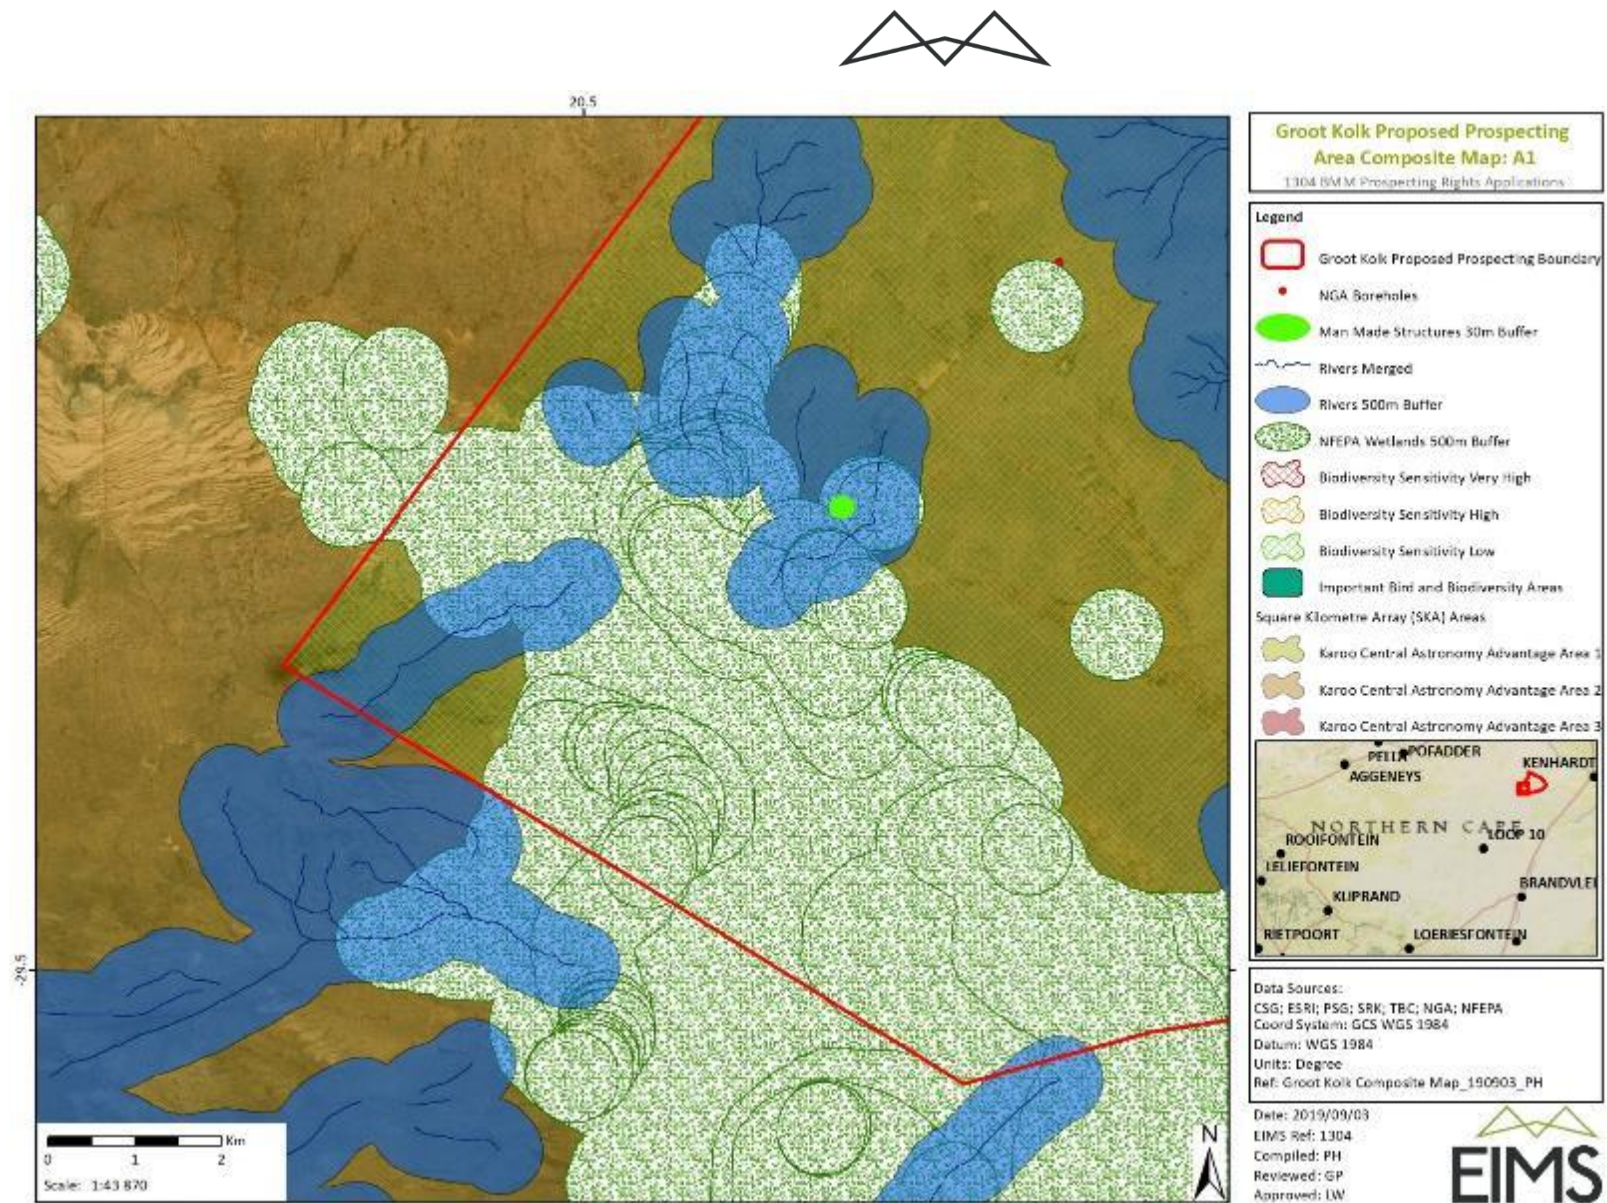 20.5
-29.5
Groot Kolk Proposed Prospecting
Area Composite Map: A1
1304 BMM Prospecting Rights Applications
Legend
Groot Kolk Proposed Prospecting Boundary
NGA Boreholes
Man Made Structures 30m Buffer
Rivers Merged
Rivers 500m Buffer
NFEPA Wetlands 500m Buffer
Biodiversity Sensitivity Very High
Biodiversity Sensitivity High
Biodiversity Sensitivity Low
Important Bird and Biodiversity Areas
Square Kilometre Array (SKA) Areas
Karoo Central Astronomy Advantage Area 1
Karoo Central Astronomy Advantage Area 2
Karoo Central Astronomy Advantage Area 3
PELLA
POFADDER
AGGENEYS
KENHARDT
NORTHERN CAPE
LOOP 10
ROOIFONTEIN
LELIEFONTEIN
BRANDVLEI
KLIPRAND
RIETPOORT
LOERIESFONTEIN
Data Sources:
CSG; ESRI; PSG; SRK; TBC; NGA; NFEPA
Coord System: GCS WGS 1984
Datum: WGS 1984
Units: Degree
Ref: Groot Kolk Composite Map_190903_PH
Date: 2019/09/03
EIMS Ref: 1304
Compiled: PH
Reviewed: GP
Approved: LW
EIMS
N
Km
0 1 2
Scale: 1:43 870